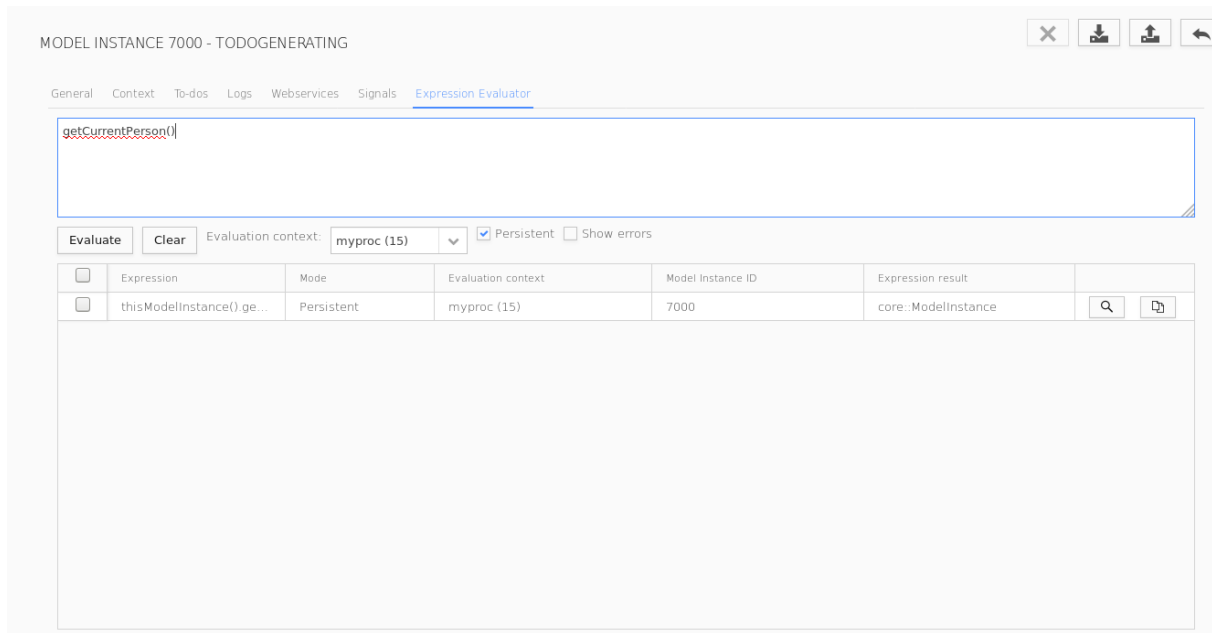 MODEL INSTANCE 7000 - TODOGENERATING
General Context To-dos Logs Webservices Signals Expression Evaluator
getCurrentPerson()
Evaluate Clear Evaluation context: myproc (15) Persistent Show errors
Expression Mode Evaluation context Model Instance ID Expression result
thisModelInstance().ge... Persistent myproc (15) 7000 core::ModelInstance